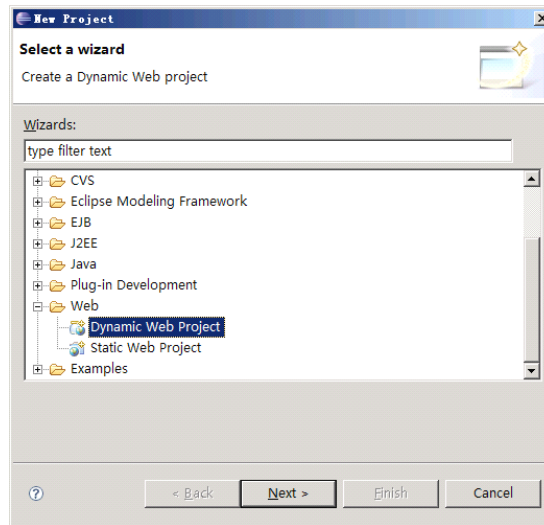 New Project
Select a wizard
Create a Dynamic Web project
Wizards:
type filter text
CVS
Eclipse Modeling Framework
EJB
J2EE
Java
Plug-in Development
Web
Dynamic Web Project
Static Web Project
Examples
< Back Next > Finish Cancel